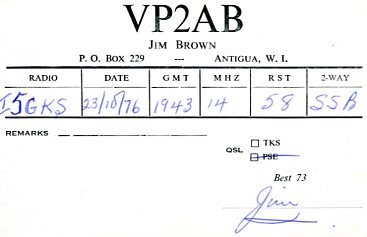 VP2AB
JIM BROWN
P. O. BOX 229 --- ANTIGUA, W. I.
RADIO DATE GMT MHZ RST 2-WAY
I5GKS 23/10/76 1943 14 58 SSB
REMARKS
QSL □ TKS
□ PSE
Best 73
Jim